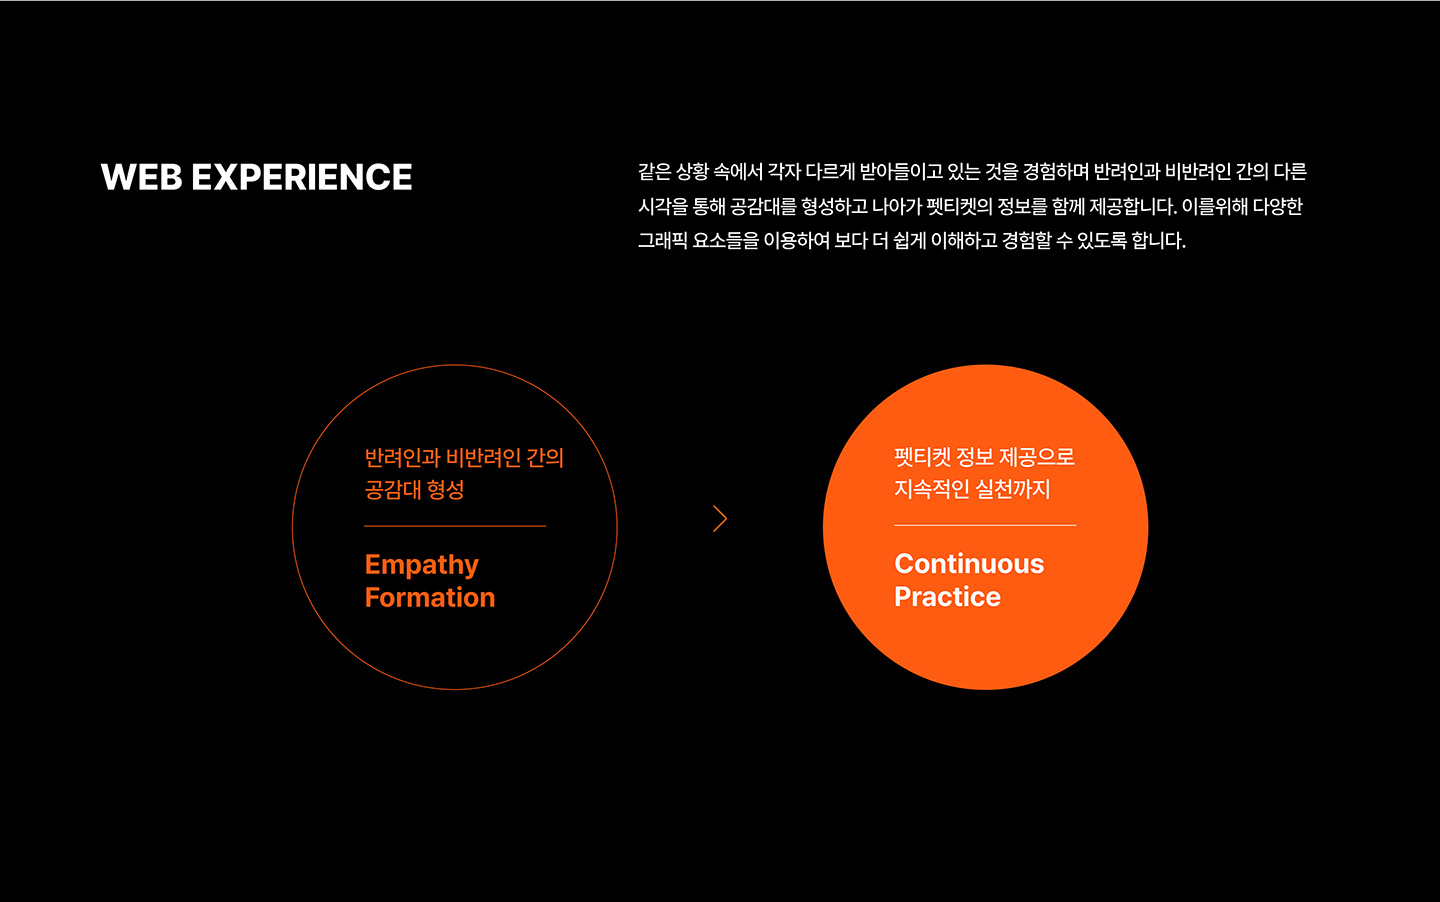 WEB EXPERIENCE
같은 상황 속에서 각자 다르게 받아들이고 있는 것을 경험하며 반려인과 비반려인 간의 다른
시각을 통해 공감대를 형성하고 나아가 펫티켓의 정보를 함께 제공합니다. 이를위해 다양한
그래픽 요소들을 이용하여 보다 더 쉽게 이해하고 경험할 수 있도록 합니다.
반려인과 비반려인 간의
공감대 형성
Empathy
Formation
펫티켓 정보 제공으로
지속적인 실천까지
Continuous
Practice